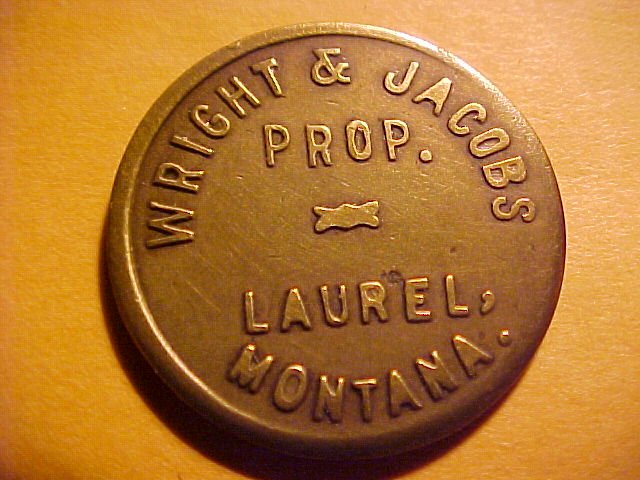 WRIGHT & JACOBS
PROP.
LAUREL,
MONTANA.